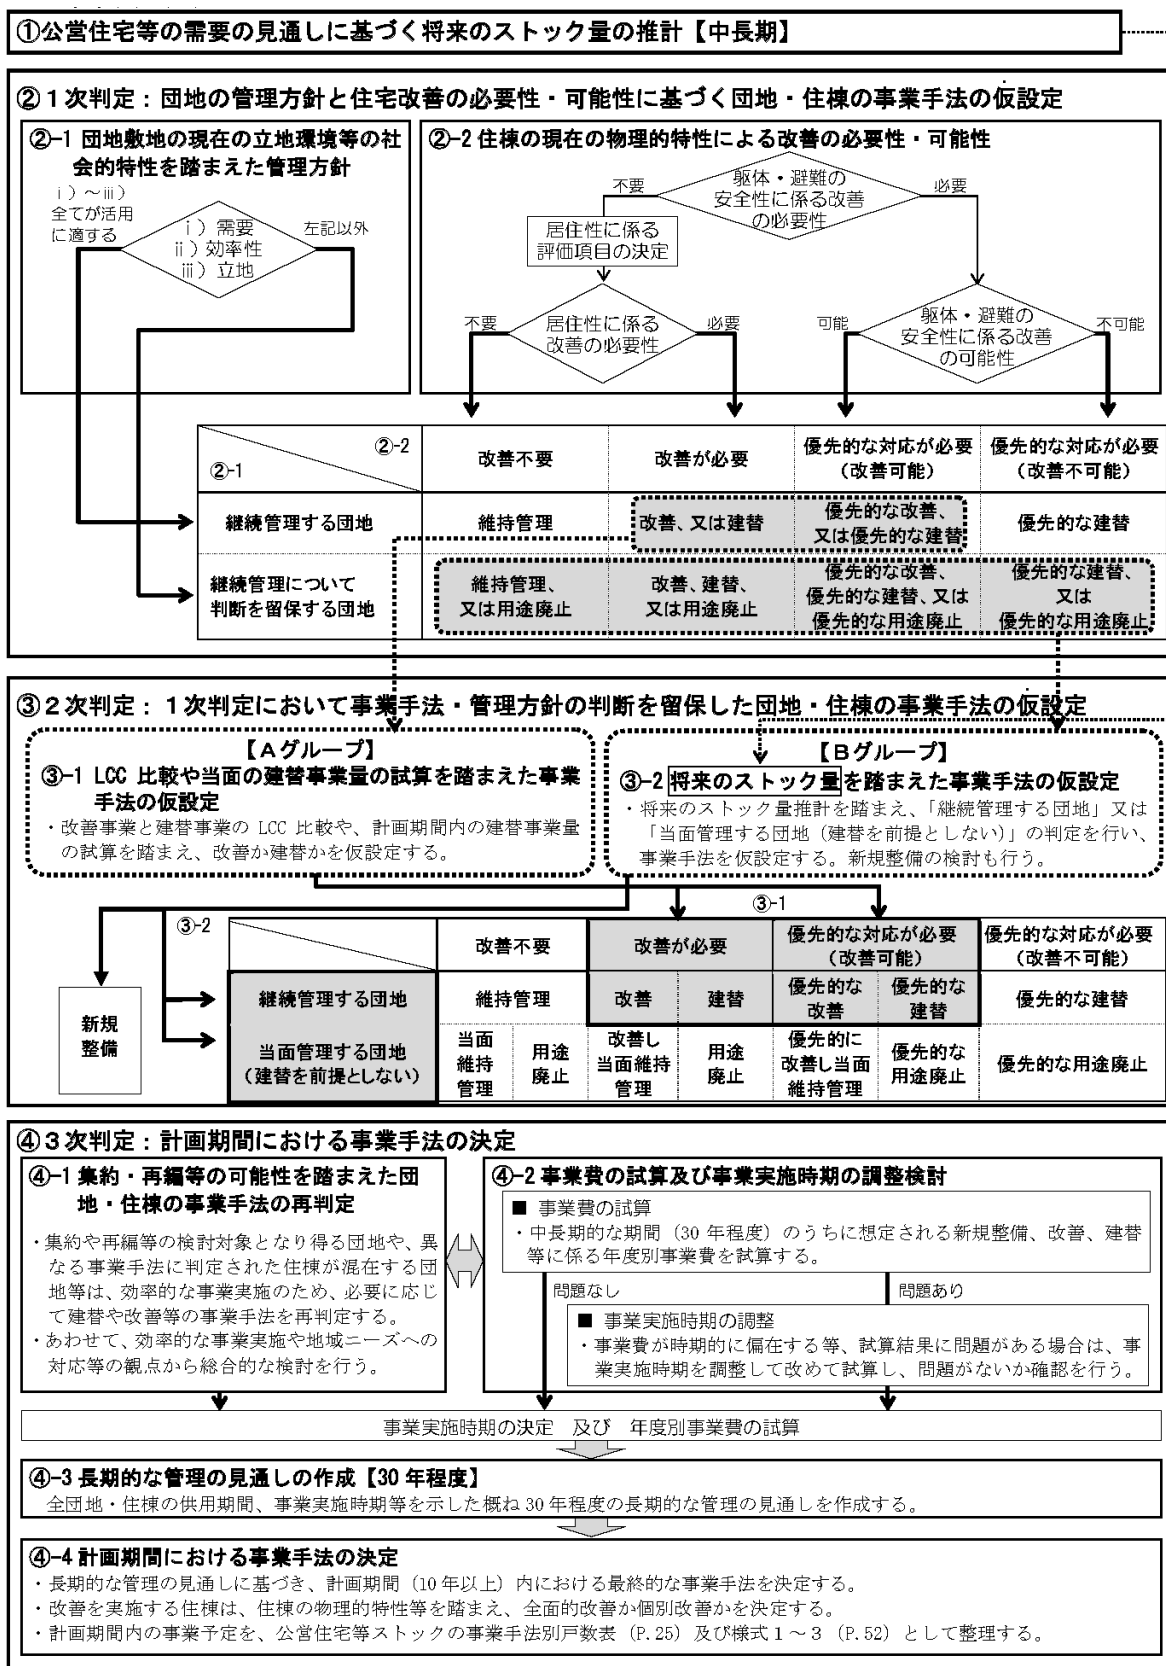 ①公営住宅等の需要の見通しに基づく将来のストック量の推計【中長期】
②１次判定：団地の管理方針と住宅改善の必要性・可能性に基づく団地・住棟の事業手法の仮設定
②-1 団地敷地の現在の立地環境等の社
会的特性を踏まえた管理方針
ⅰ）～ⅲ）
全てが活用
に適する
ⅰ）需要
ⅱ）効率性
ⅲ）立地
左記以外
②-2 住棟の現在の物理的特性による改善の必要性・可能性
不要
躯体・避難の
安全性に係る改善
の必要性
必要
居住性に係る
評価項目の決定
不要
居住性に係る
改善の必要性
必要
可能
躯体・避難の
安全性に係る改善
の可能性
不可能
②-2
②-1
改善不要
改善が必要
優先的な対応が必要
（改善可能）
優先的な対応が必要
（改善不可能）
継続管理する団地
維持管理
改善、又は建替
優先的な改善、
又は優先的な建替
優先的な建替
継続管理について
判断を留保する団地
維持管理、
又は用途廃止
改善、建替、
又は用途廃止
優先的な改善、
優先的な建替、又は
優先的な用途廃止
優先的な建替、
又は
優先的な用途廃止
③２次判定：１次判定において事業手法・管理方針の判断を留保した団地・住棟の事業手法の仮設定
【Ａグループ】
③-1 LCC 比較や当面の建替事業量の試算を踏まえた事業
手法の仮設定
・改善事業と建替事業の LCC 比較や、計画期間内の建替事業量
の試算を踏まえ、改善か建替かを仮設定する。
【Ｂグループ】
③-2 将来のストック量を踏まえた事業手法の仮設定
・将来のストック量推計を踏まえ、「継続管理する団地」又は
「当面管理する団地（建替を前提としない）」の判定を行い、
事業手法を仮設定する。新規整備の検討も行う。
③-1
③-2
改善不要
改善が必要
優先的な対応が必要
（改善可能）
優先的な対応が必要
（改善不可能）
新規
整備
継続管理する団地
維持管理
改善
建替
優先的な
改善
優先的な
建替
優先的な建替
当面管理する団地
（建替を前提としない）
当面
維持
管理
用途
廃止
改善し
当面維持
管理
用途
廃止
優先的に
改善し当面
維持管理
優先的な
用途廃止
優先的な用途廃止
④３次判定：計画期間における事業手法の決定
④-1 集約・再編等の可能性を踏まえた団
地・住棟の事業手法の再判定
・集約や再編等の検討対象となり得る団地や、異
なる事業手法に判定された住棟が混在する団
地等は、効率的な事業実施のため、必要に応じ
て建替や改善等の事業手法を再判定する。
・あわせて、効率的な事業実施や地域ニーズへの
対応等の観点から総合的な検討を行う。
④-2 事業費の試算及び事業実施時期の調整検討
■ 事業費の試算
・中長期的な期間（30 年程度）のうちに想定される新規整備、改善、建替
等に係る年度別事業費を試算する。
問題なし
問題あり
■ 事業実施時期の調整
・事業費が時期的に偏在する等、試算結果に問題がある場合は、事
業実施時期を調整して改めて試算し、問題がないか確認を行う。
事業実施時期の決定　及び　年度別事業費の試算
④-3 長期的な管理の見通しの作成【30 年程度】
全団地・住棟の供用期間、事業実施時期等を示した概ね 30 年程度の長期的な管理の見通しを作成する。
④-4 計画期間における事業手法の決定
・長期的な管理の見通しに基づき、計画期間（10 年以上）内における最終的な事業手法を決定する。
・改善を実施する住棟は、住棟の物理的特性等を踏まえ、全面的改善か個別改善かを決定する。
・計画期間内の事業予定を、公営住宅等ストックの事業手法別戸数表（P. 25）及び様式１～３（P. 52）として整理する。